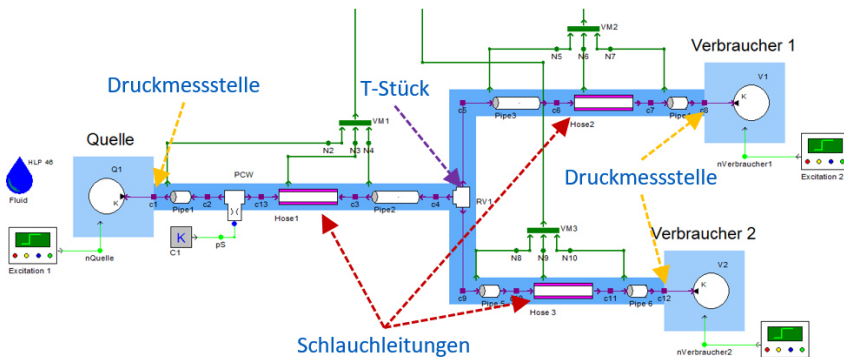 VM2
Verbraucher 1
N5
N6
N7
V1
Druckmessstelle
T-Stück
K
c5
Pipe3
c6
Hose2
c7
n8
Quelle
VM1
N2
N3
N4
nVerbraucher1
HLP 46
Fluid
Q1
PCW
Excitation 2
K
Druckmessstelle
c1
Pipe1
c2
c13
Hose1
c3
Pipe2
c4
RV1
Verbraucher 2
VM3
K
C1
pS
N8
N9
N10
V2
Excitation 1
nQuelle
K
c9
Pipe 5
Hose 3
c11
Pipe 6
c12
Schlauchleitungen
nVerbraucher2